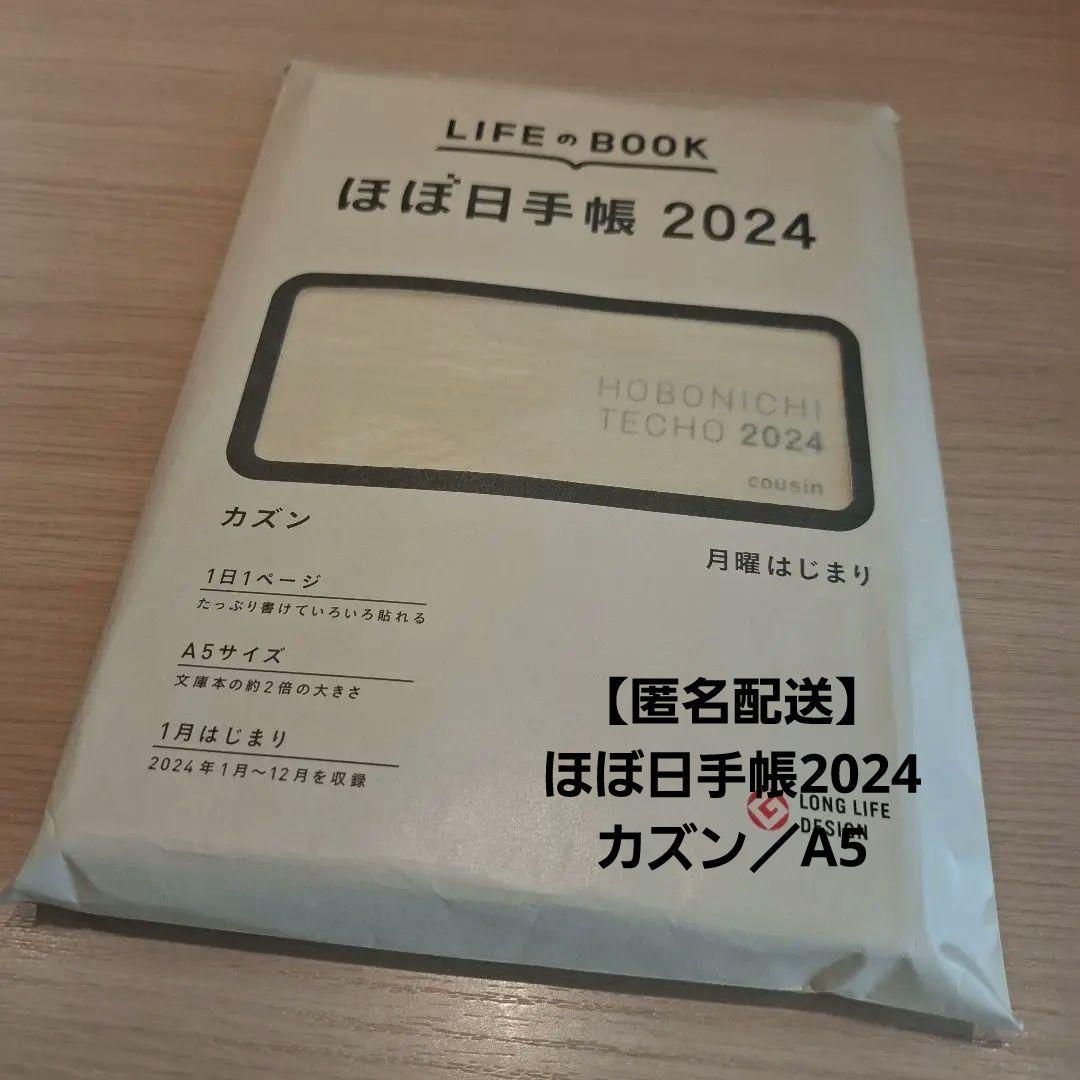 LIFEのBOOK
ほぼ日手帳 2024
HOBONICHI
TECHO 2024
cousin
カズン
月曜はじまり
1日1ページ
たっぷり書けていろいろ貼れる
A5サイズ
文庫本の約2倍の大きさ
1月はじまり
2024年1月〜12月を収録
【匿名配送】
ほぼ日手帳2024
カズン／A5
LONG LIFE
DESIGN